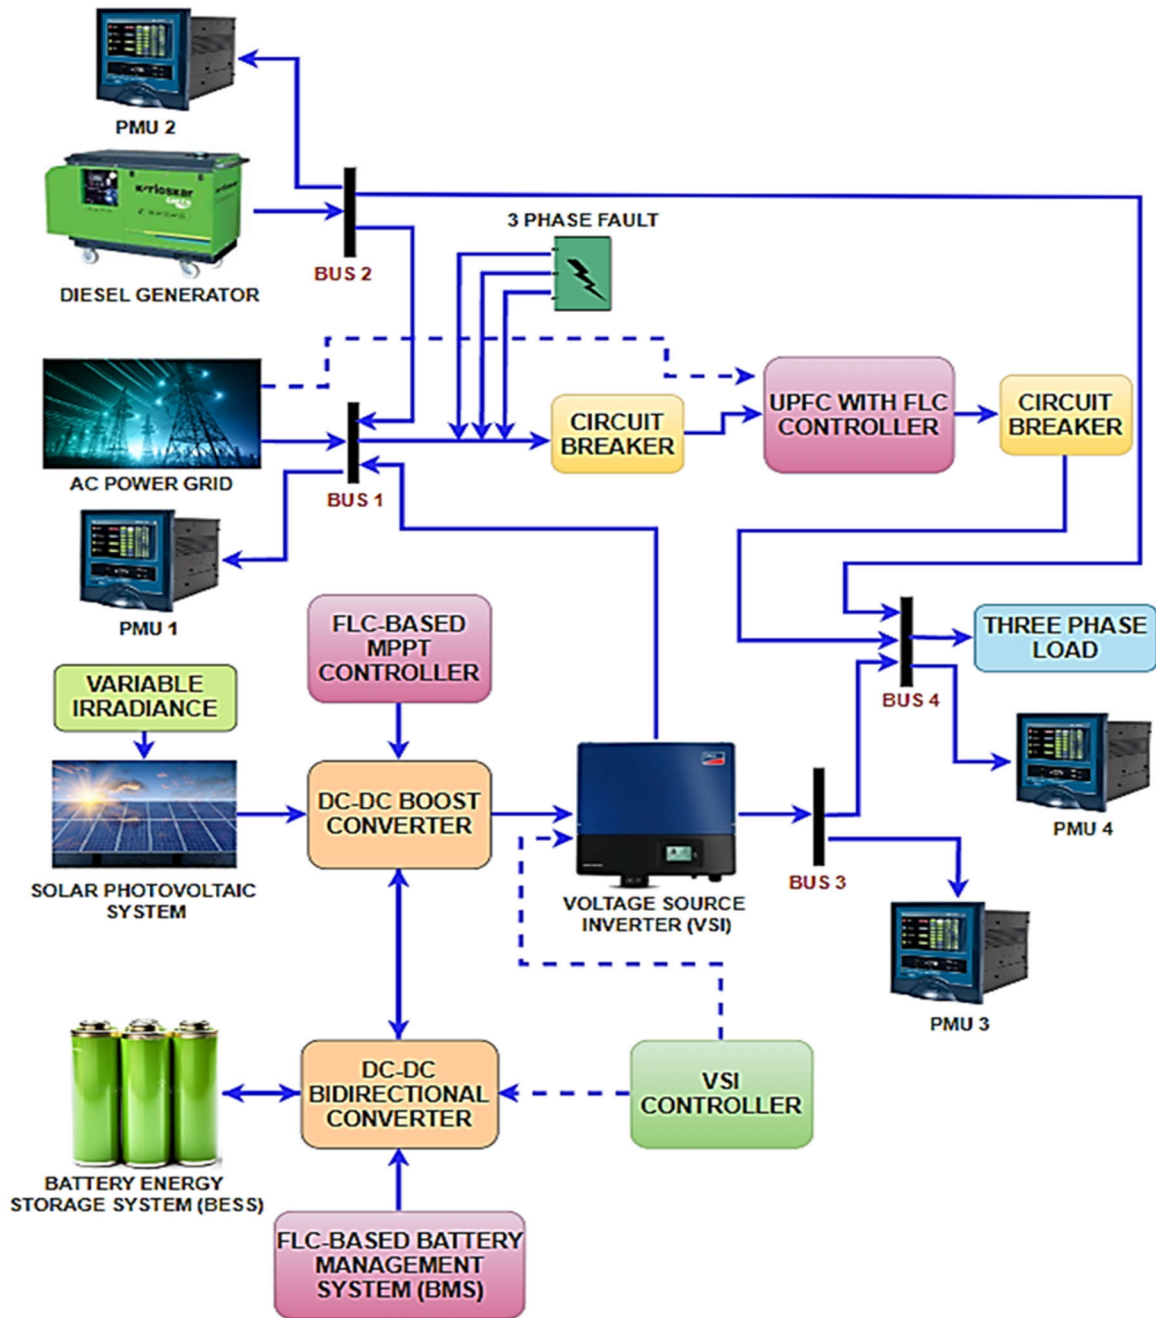 PMU 2
Kirloskar
3 PHASE FAULT
BUS 2
DIESEL GENERATOR
UPFC WITH FLC
CONTROLLER
CIRCUIT
BREAKER
CIRCUIT
BREAKER
AC POWER GRID
BUS 1
PMU 1
FLC-BASED
MPPT
CONTROLLER
THREE PHASE
LOAD
VARIABLE
IRRADIANCE
BUS 4
DC-DC BOOST
CONVERTER
PMU 4
SOLAR PHOTOVOLTAIC
SYSTEM
VOLTAGE SOURCE
INVERTER (VSI)
BUS 3
PMU 3
DC-DC
BIDIRECTIONAL
CONVERTER
VSI
CONTROLLER
BATTERY ENERGY
STORAGE SYSTEM (BESS)
FLC-BASED BATTERY
MANAGEMENT
SYSTEM (BMS)